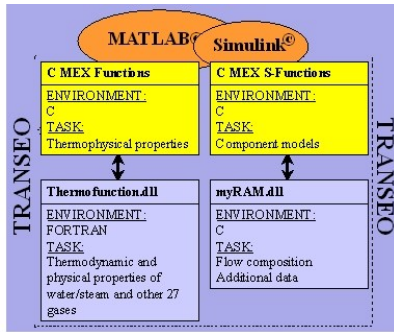 MATLAB©
Simulink©
TRANSEO
C MEX Functions
ENVIRONMENT:
C
TASK:
Thermophysical properties
C MEX S-Functions
ENVIRONMENT:
C
TASK:
Component models
Thermofunction.dll
ENVIRONMENT:
FORTRAN
TASK:
Thermodynamic and
physical properties of
water/steam and other 27
gases
myRAM.dll
ENVIRONMENT:
C
TASK:
Flow composition
Additional data
TRANSEO